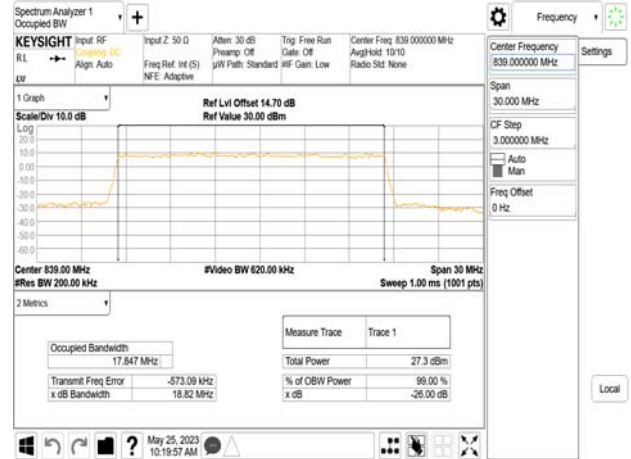 Spectrum Analyzer 1
Occupied BW
Frequency
KEYSIGHT
RL
Input: RF
Coupling: DC
Align: Auto
Input Z: 50 Ω
Freq Ref: Int (S)
NFE: Adaptive
Atten: 30 dB
Preamp: Off
µW Path: Standard
Trig: Free Run
Gate: Off
#IF Gain: Low
Center Freq: 839.000000 MHz
Avg|Hold: 10/10
Radio Std: None
Center Frequency
839.000000 MHz
Settings
Span
30.000 MHz
CF Step
3.000000 MHz
Auto
Man
Freq Offset
0 Hz
Local
1 Graph
Scale/Div 10.0 dB
Ref Lvl Offset 14.70 dB
Ref Value 30.00 dBm
Log
20.0
10.0
0.00
-10.0
-20.0
-30.0
-40.0
-50.0
-60.0
Center 839.00 MHz
#Video BW 620.00 kHz
Span 30 MHz
#Res BW 200.00 kHz
Sweep 1.00 ms (1001 pts)
2 Metrics
Measure Trace Trace 1
Occupied Bandwidth
17.847 MHz
Total Power 27.3 dBm
Transmit Freq Error -573.09 kHz
% of OBW Power 99.00 %
x dB Bandwidth 18.82 MHz
x dB -26.00 dB
May 25, 2023
10:19:57 AM